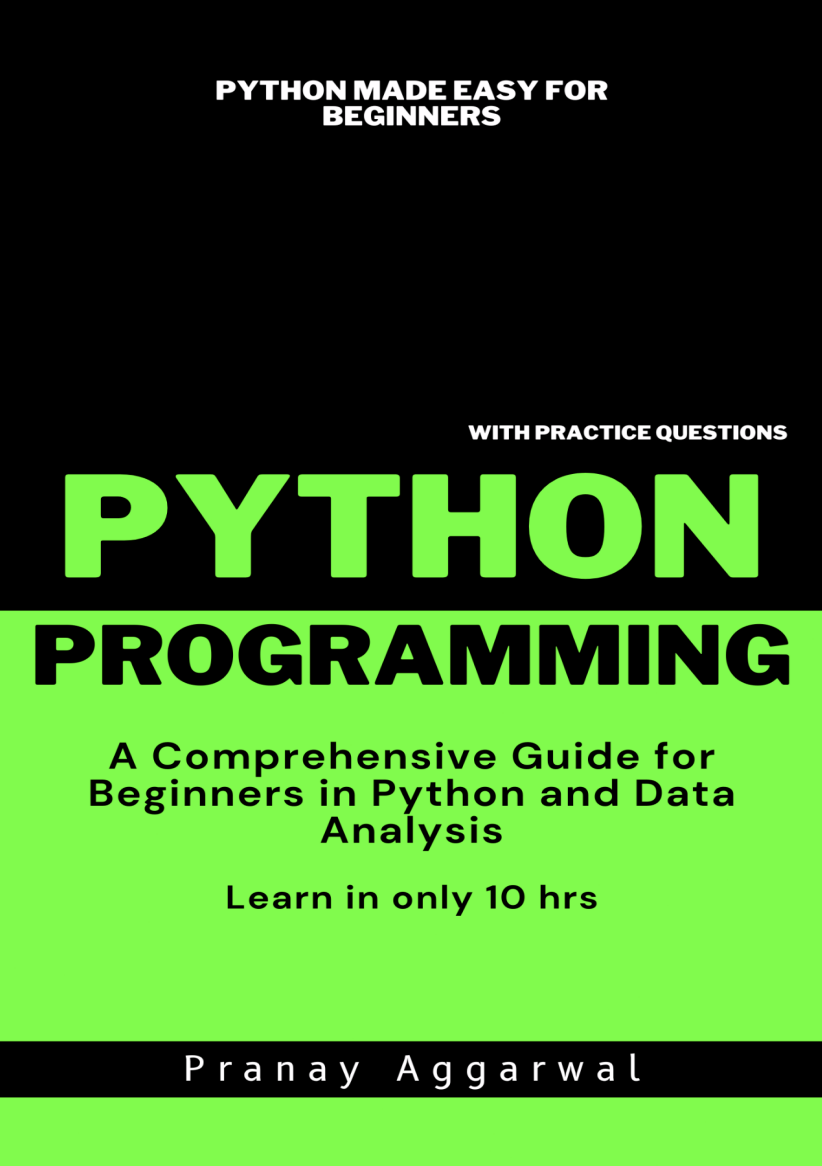 PYTHON MADE EASY FOR
BEGINNERS
WITH PRACTICE QUESTIONS
PYTHON
PROGRAMMING
A Comprehensive Guide for
Beginners in Python and Data
Analysis
Learn in only 10 hrs
Pranay Aggarwal